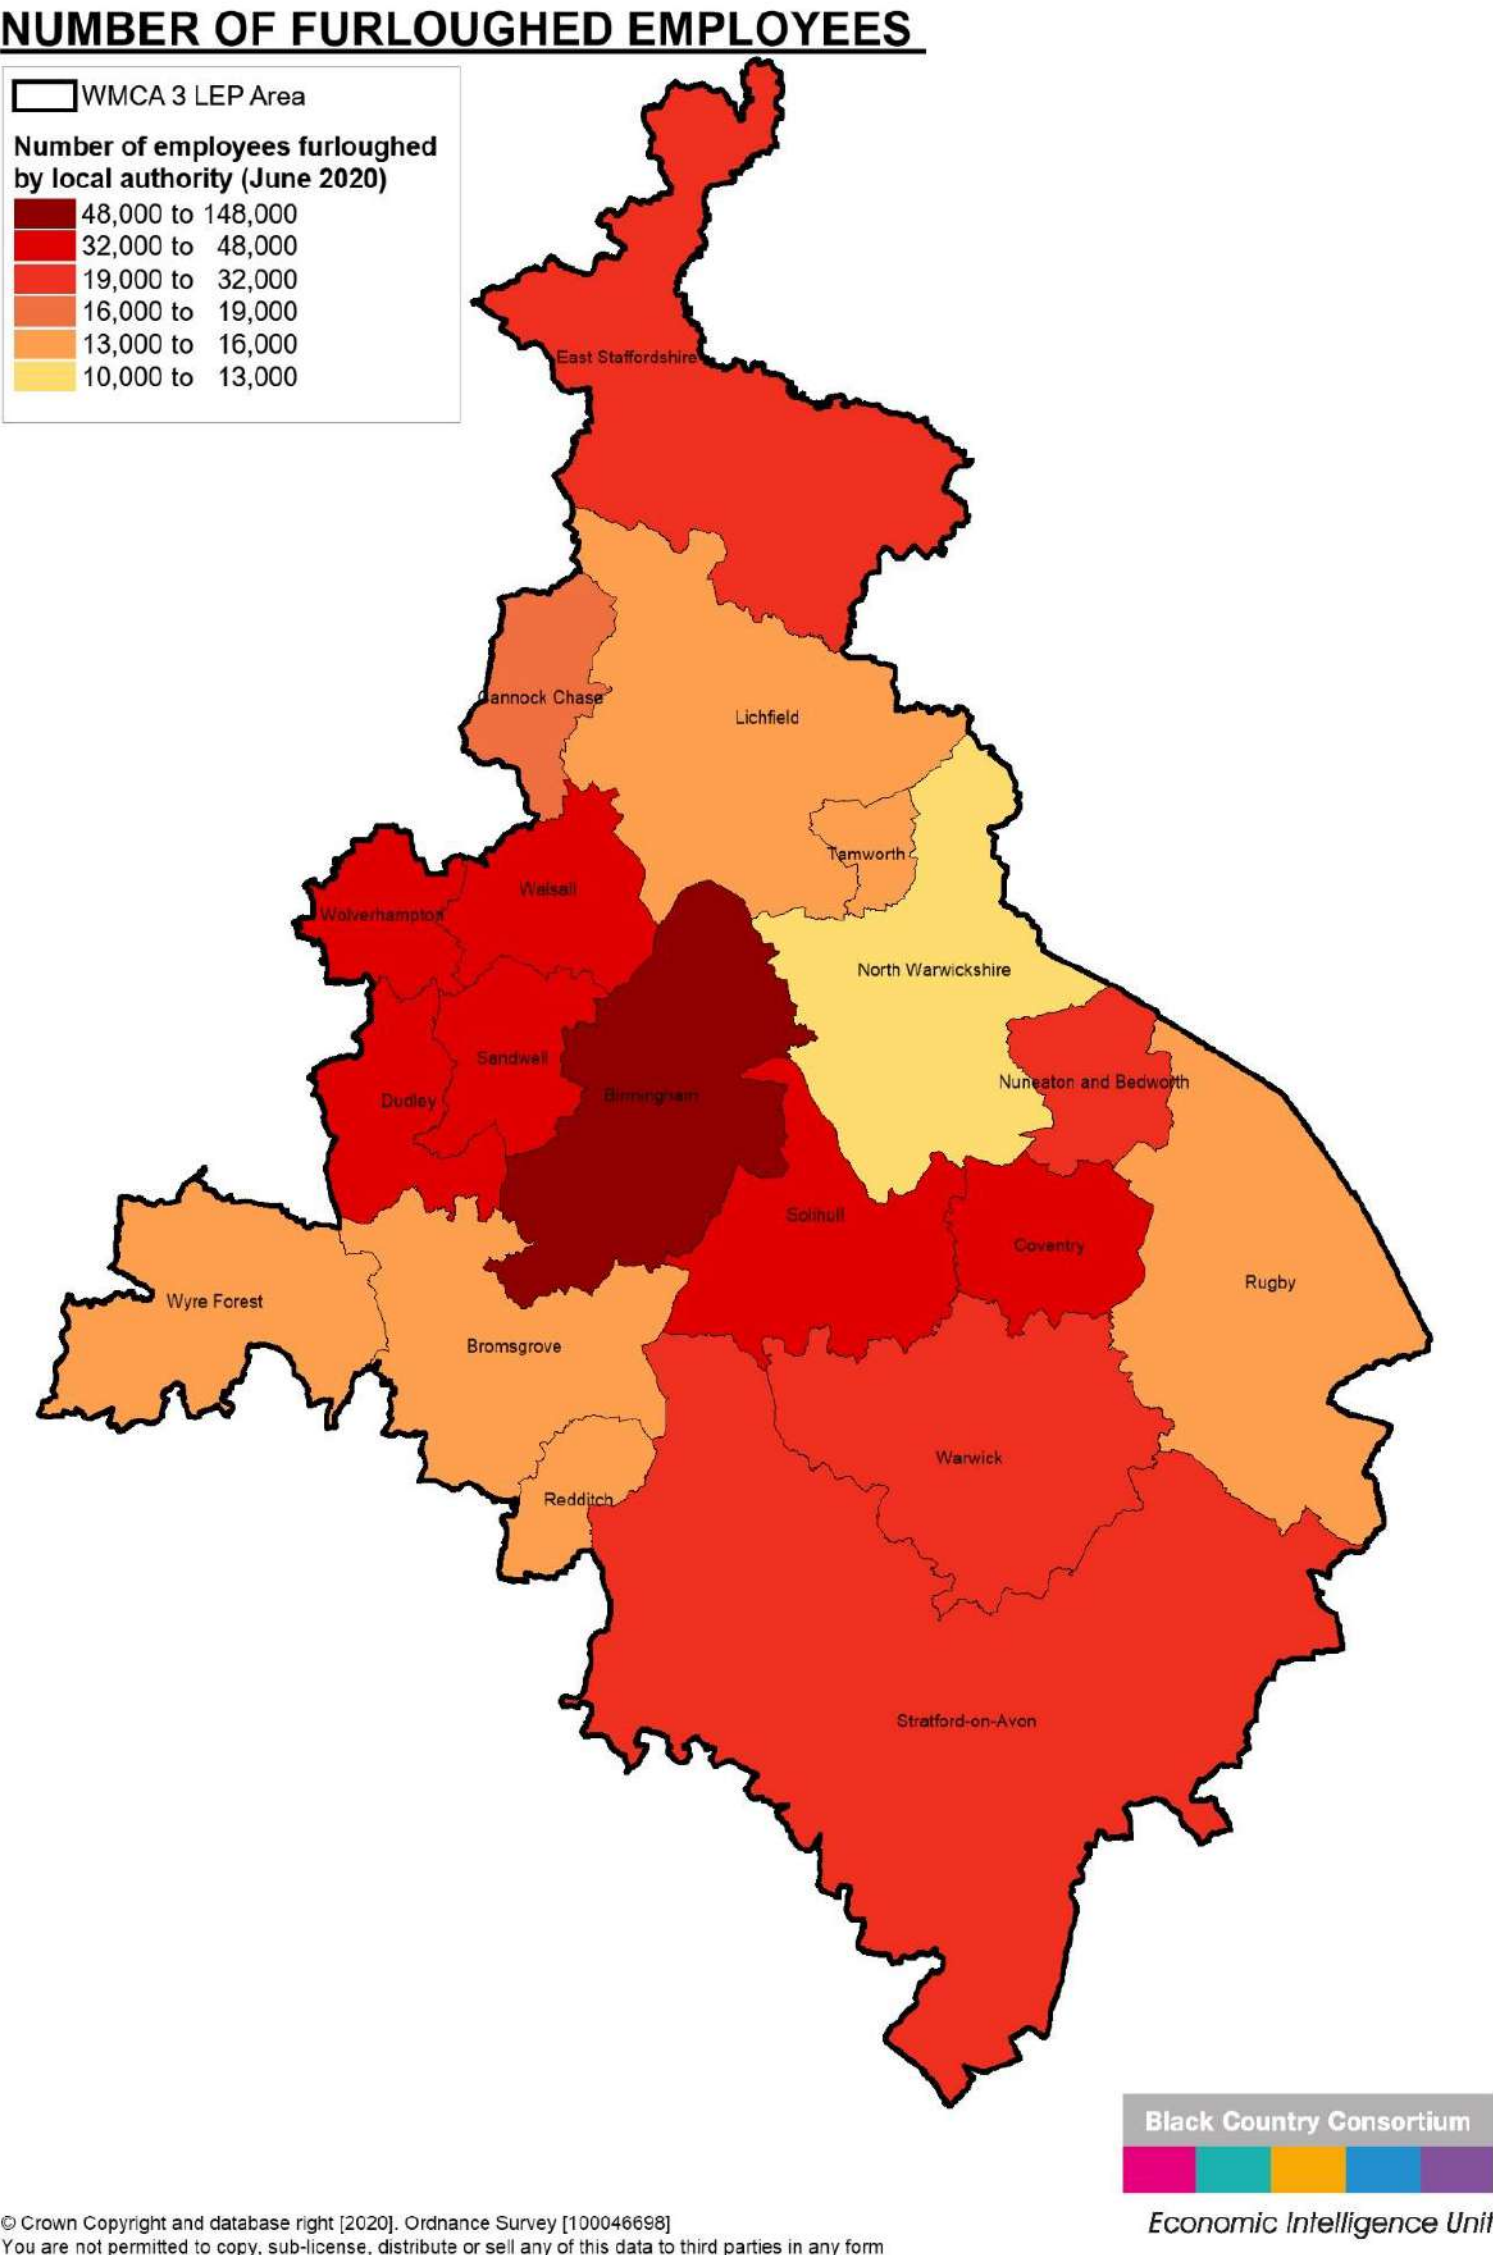 NUMBER OF FURLOUGHED EMPLOYEES
WMCA 3 LEP Area
Number of employees furloughed
by local authority (June 2020)
48,000 to 148,000
32,000 to 48,000
19,000 to 32,000
16,000 to 19,000
13,000 to 16,000
10,000 to 13,000
East Staffordshire
Cannock Chase
Lichfield
Tamworth
Walsall
Wolverhampton
North Warwickshire
Sandwell
Nuneaton and Bedworth
Birmingham
Dudley
Solihull
Coventry
Rugby
Wyre Forest
Bromsgrove
Warwick
Redditch
Stratford-on-Avon
Black Country Consortium
Economic Intelligence Unit
© Crown Copyright and database right [2020]. Ordnance Survey [100046698]
You are not permitted to copy, sub-license, distribute or sell any of this data to third parties in any form